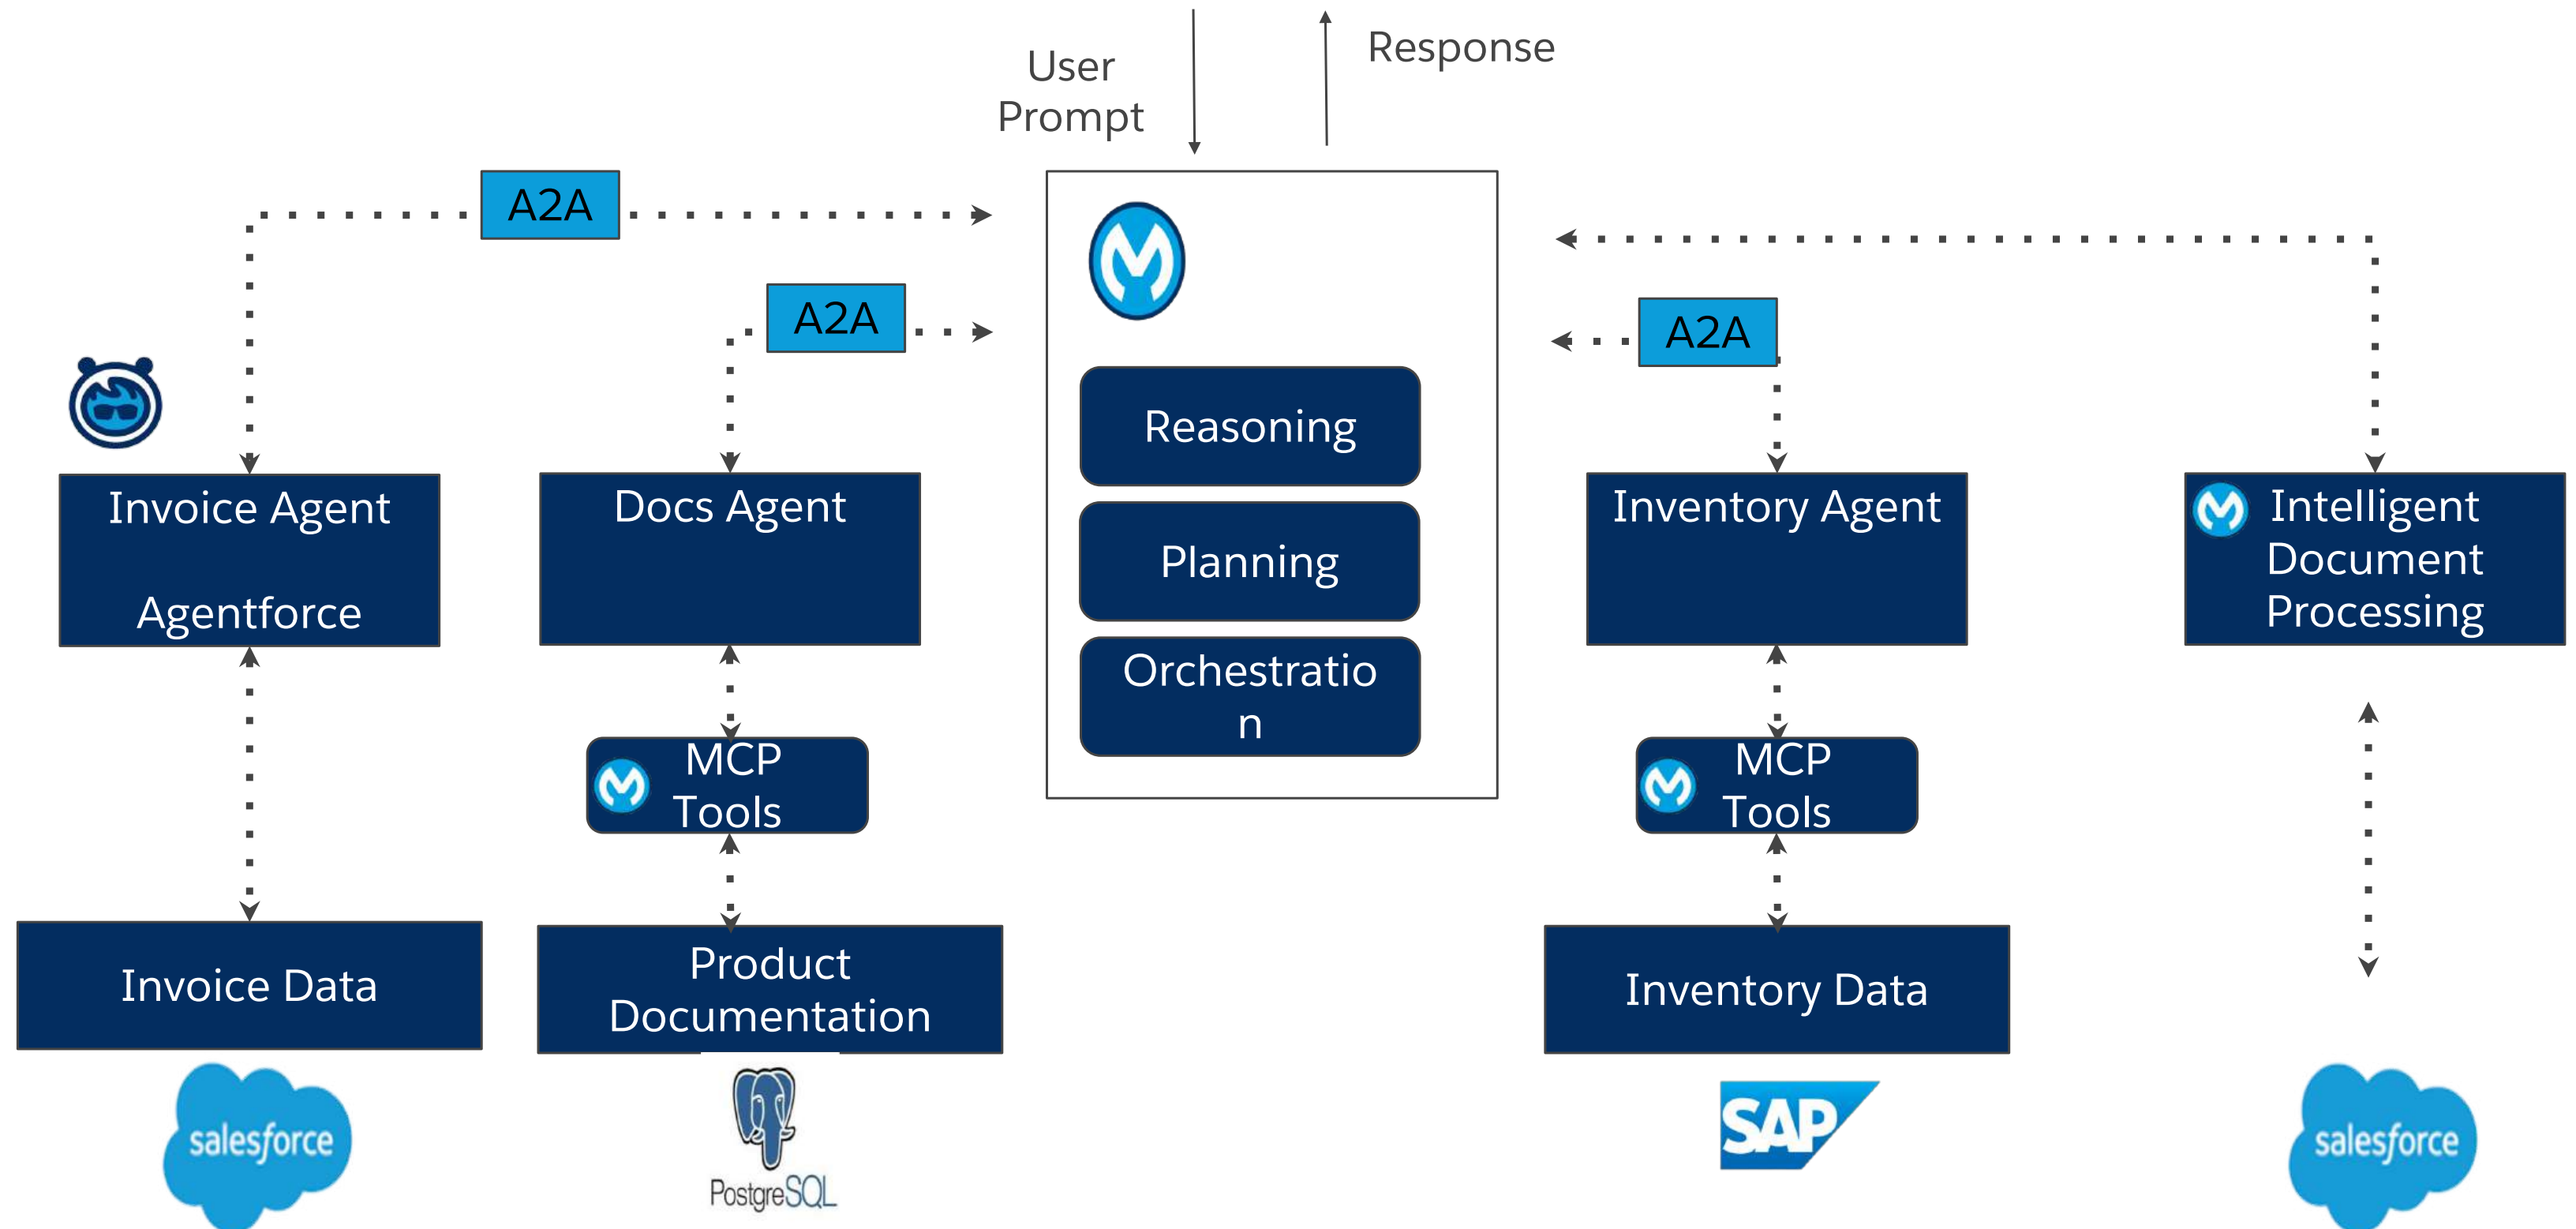 User
Prompt
Response
A2A
A2A
A2A
Reasoning
Planning
Orchestratio
n
Invoice Agent
Agentforce
Docs Agent
Inventory Agent
Intelligent
Document
Processing
MCP
Tools
MCP
Tools
Invoice Data
Product
Documentation
Inventory Data
salesforce
PostgreSQL
SAP
salesforce